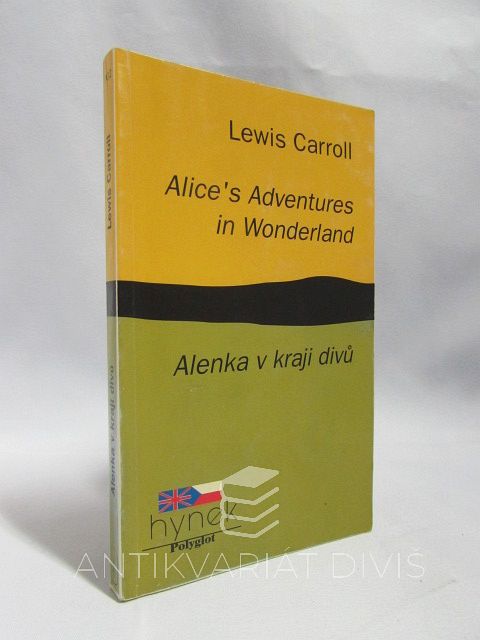 Lewis Carroll
Alice's Adventures
in Wonderland
Alenka v kraji divů
hynek
Polyglot
Lewis Carroll
Alenka v kraji divů
ANTIKVARIÁT DIVIŠ